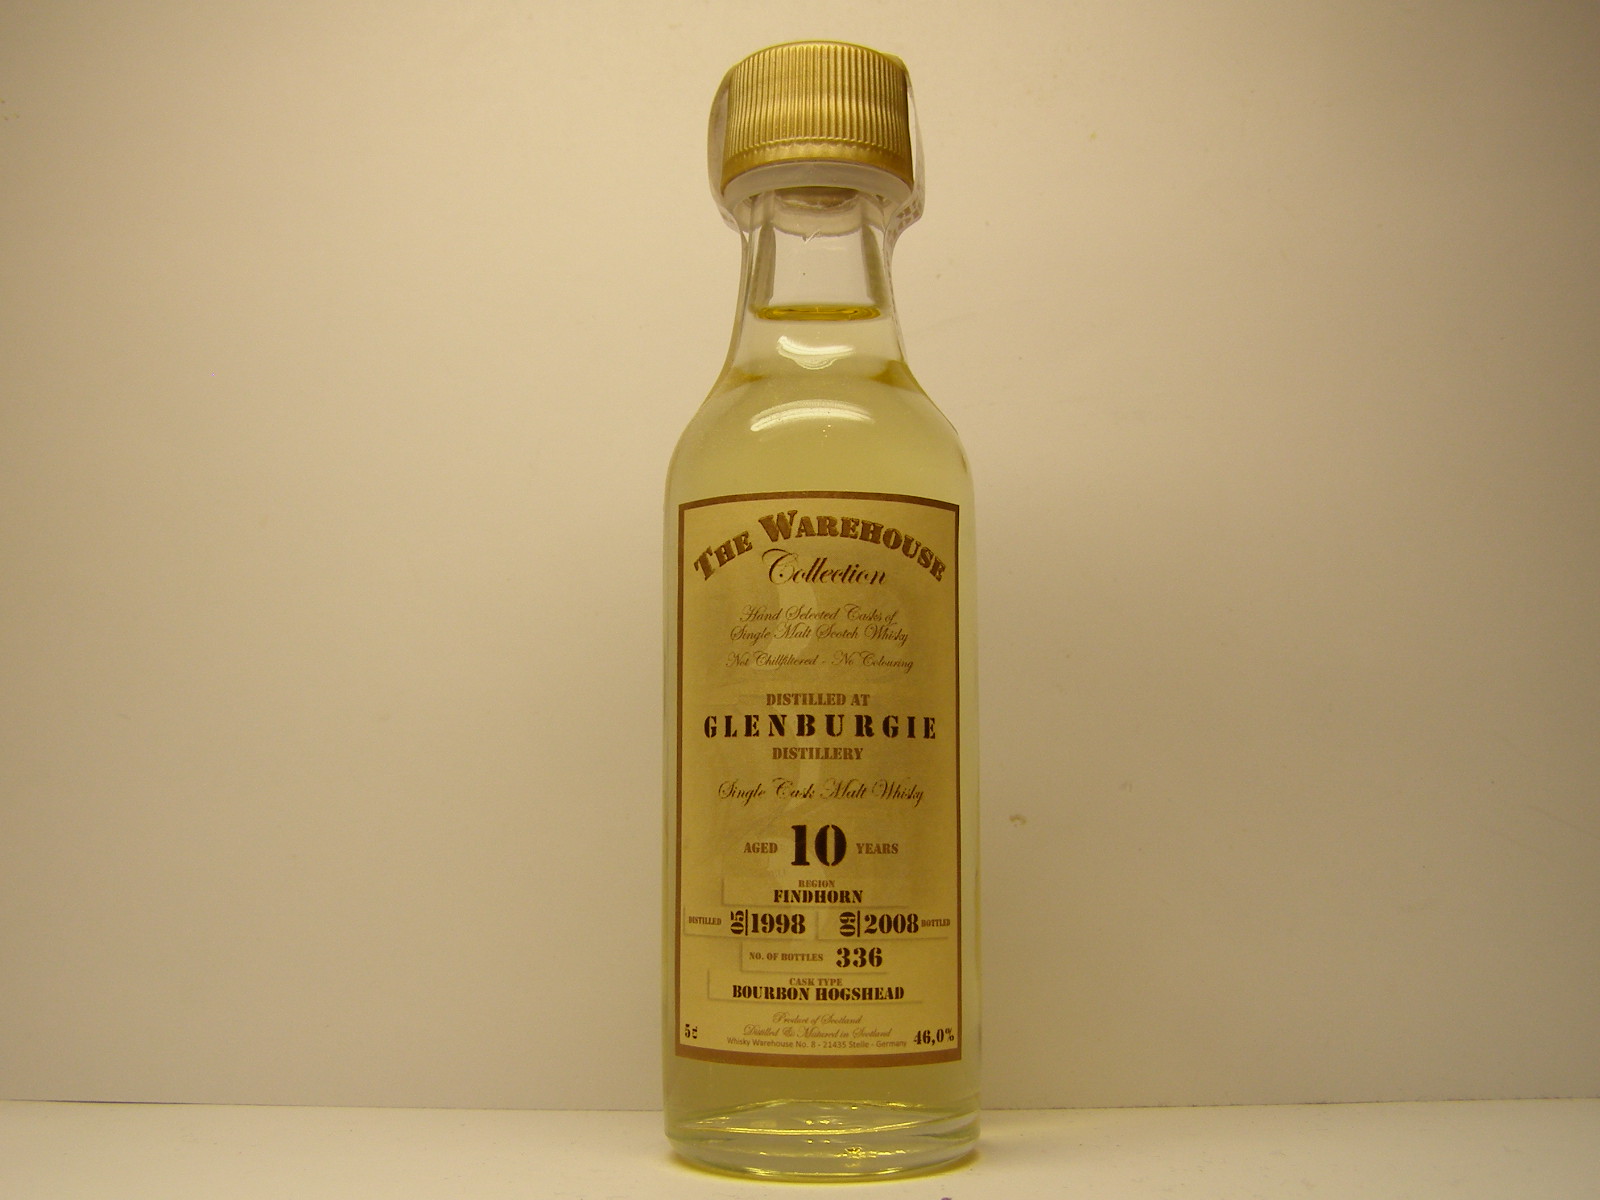 THE WAREHOUSE
Collection
Hand Selected Casks of
Single Malt Scotch Whisky
Not Chillfiltered - No Colouring
DISTILLED AT
GLENBURGIE
DISTILLERY
Single Cask Malt Whisky
AGED 10 YEARS
REGION
FINDHORN
DISTILLED 05|1998 09|2008 BOTTLED
NO. OF BOTTLES 336
CASK TYPE
BOURBON HOGSHEAD
Product of Scotland
Distilled & Matured in Scotland
5cl Whisky Warehouse No. 8 - 21435 Stelle - Germany 46,0%